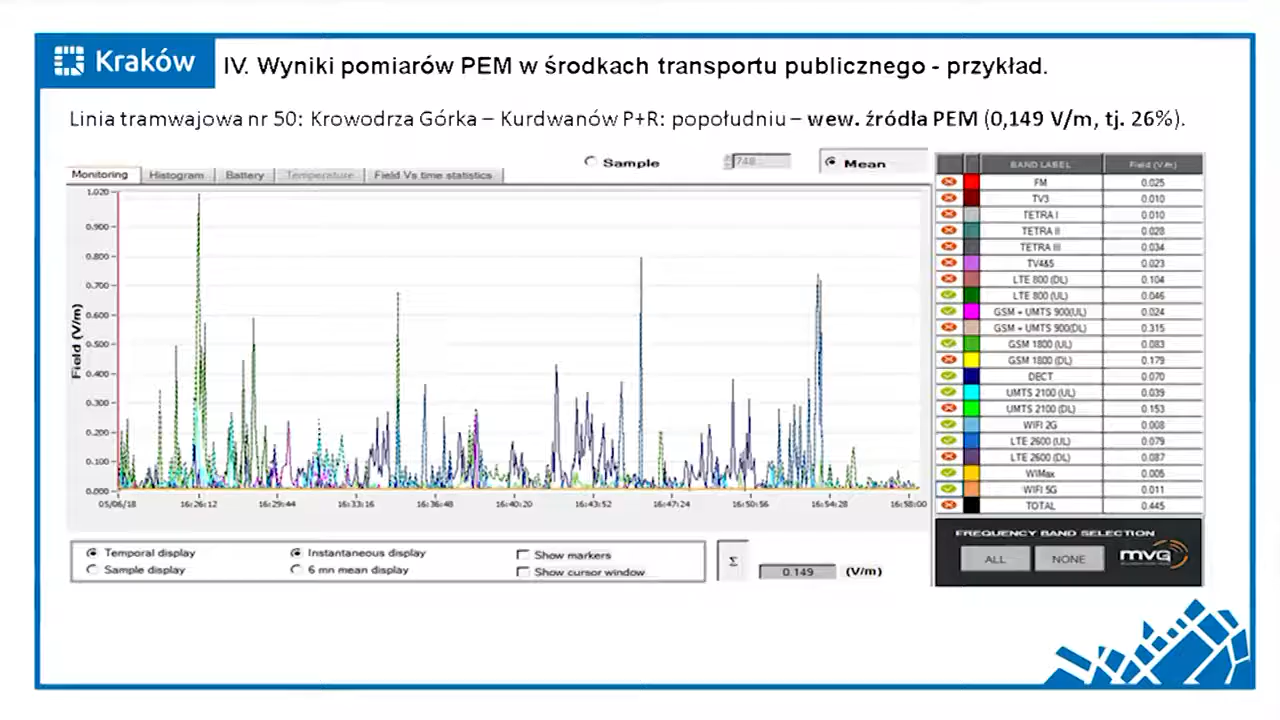 Kraków
IV. Wyniki pomiarów PEM w środkach transportu publicznego - przykład.
Linia tramwajowa nr 50: Krowodrza Górka – Kurdwanów P+R: popołudniu – wew. źródła PEM (0,149 V/m, tj. 26%).
Sample 748 Mean
Monitoring Histogram Battery Temperature Field Vs time statistics
1.020
0.900
0.800
0.700
0.600
0.500
0.400
0.300
0.200
0.100
0.000
Field (V/m)
05/06/18 16:26:12 16:29:44 16:33:16 16:36:48 16:40:20 16:43:52 16:47:24 16:50:56 16:54:28 16:58:00
BAND LABEL Field (V/m)
FM 0.025
TV3 0.010
TETRA I 0.010
TETRA II 0.028
TETRA III 0.034
TV4&5 0.023
LTE 800 (DL) 0.104
LTE 800 (UL) 0.046
GSM + UMTS 900(UL) 0.024
GSM + UMTS 900(DL) 0.315
GSM 1800 (UL) 0.083
GSM 1800 (DL) 0.179
DECT 0.070
UMTS 2100 (UL) 0.039
UMTS 2100 (DL) 0.153
WIFI 2G 0.008
LTE 2600 (UL) 0.079
LTE 2600 (DL) 0.087
WIMax 0.005
WIFI 5G 0.011
TOTAL 0.445
FREQUENCY BAND SELECTION
ALL NONE mvg
Temporal display Instantaneous display Show markers
Sample display 6 mn mean display Show cursor window
Σ 0.149 (V/m)